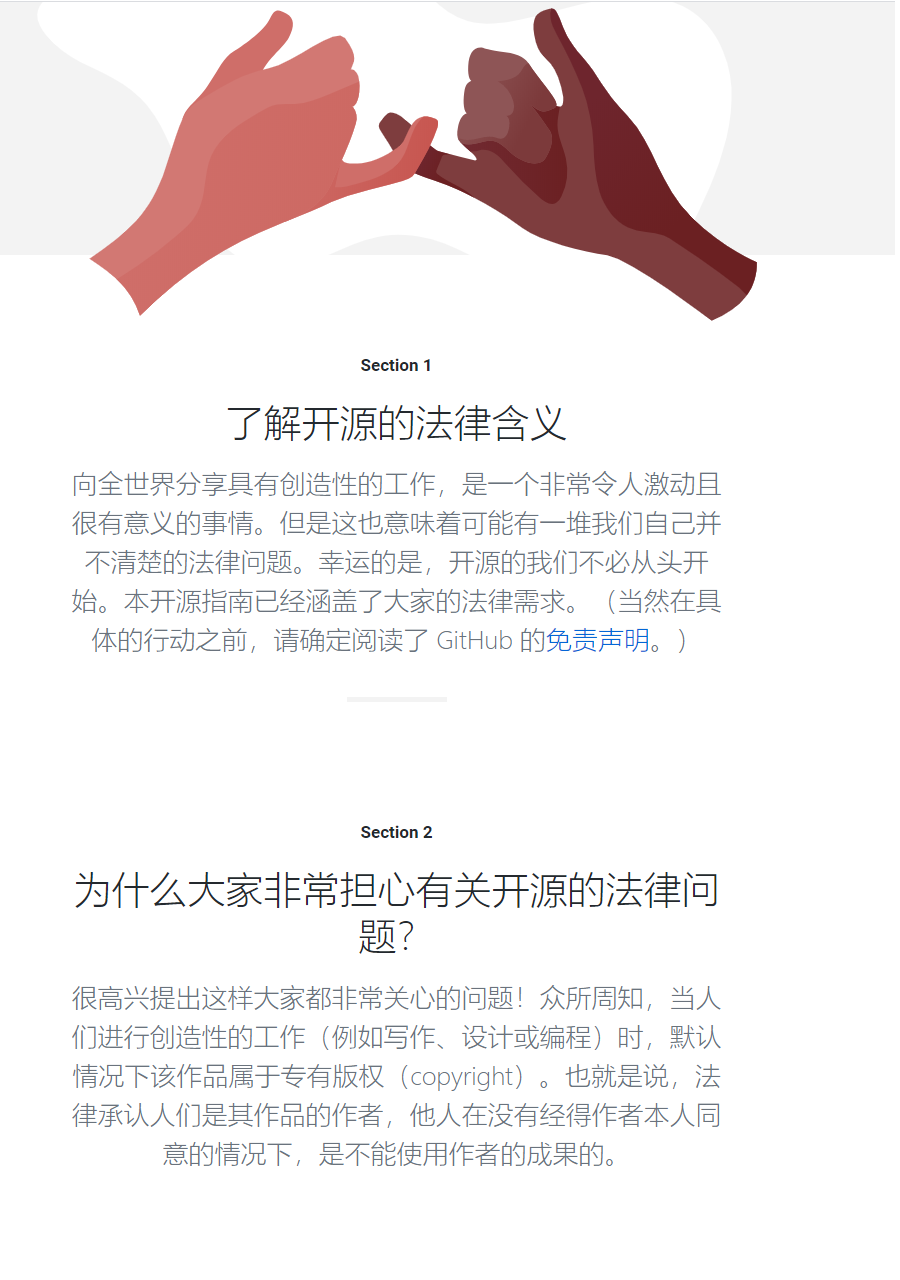 Section 1
了解开源的法律含义
向全世界分享具有创造性的工作，是一个非常令人激动且
很有意义的事情。但是这也意味着可能有一堆我们自己并
不清楚的法律问题。幸运的是，开源的我们不必从头开
始。本开源指南已经涵盖了大家的法律需求。（当然在具
体的行动之前，请确定阅读了 GitHub 的免责声明。）
Section 2
为什么大家非常担心有关开源的法律问
题？
很高兴提出这样大家都非常关心的问题！众所周知，当人
们进行创造性的工作（例如写作、设计或编程）时，默认
情况下该作品属于专有版权（copyright）。也就是说，法
律承认人们是其作品的作者，他人在没有经得作者本人同
意的情况下，是不能使用作者的成果的。